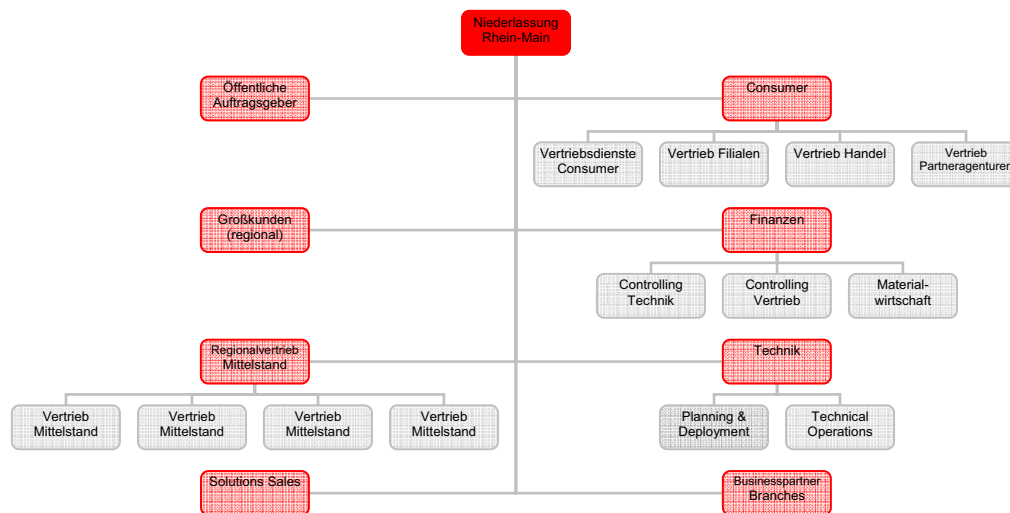 Niederlassung
Rhein-Main
Öffentliche
Auftragsgeber
Consumer
Vertriebsdienste
Consumer
Vertrieb Filialen
Vertrieb Handel
Vertrieb
Partneragenturen
Großkunden
(regional)
Finanzen
Controlling
Technik
Controlling
Vertrieb
Material-
wirtschaft
Regionalvertrieb
Mittelstand
Technik
Vertrieb
Mittelstand
Vertrieb
Mittelstand
Vertrieb
Mittelstand
Vertrieb
Mittelstand
Planning &
Deployment
Technical
Operations
Solutions Sales
Businesspartner
Branches